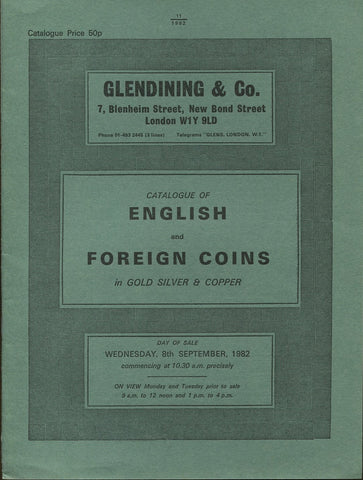 11
1982
Catalogue Price 50p
GLENDINING & Co.
7, Blenheim Street, New Bond Street
London W1Y 9LD
Phone 01-493 2445 (3 lines) Telegrams "GLENS, LONDON, W.1."
CATALOGUE OF
ENGLISH
and
FOREIGN COINS
in GOLD SILVER & COPPER
DAY OF SALE
WEDNESDAY, 8th SEPTEMBER, 1982
commencing at 10.30 a.m. precisely
ON VIEW Monday and Tuesday prior to sale
9 a.m. to 12 noon and 1 p.m. to 4 p.m.